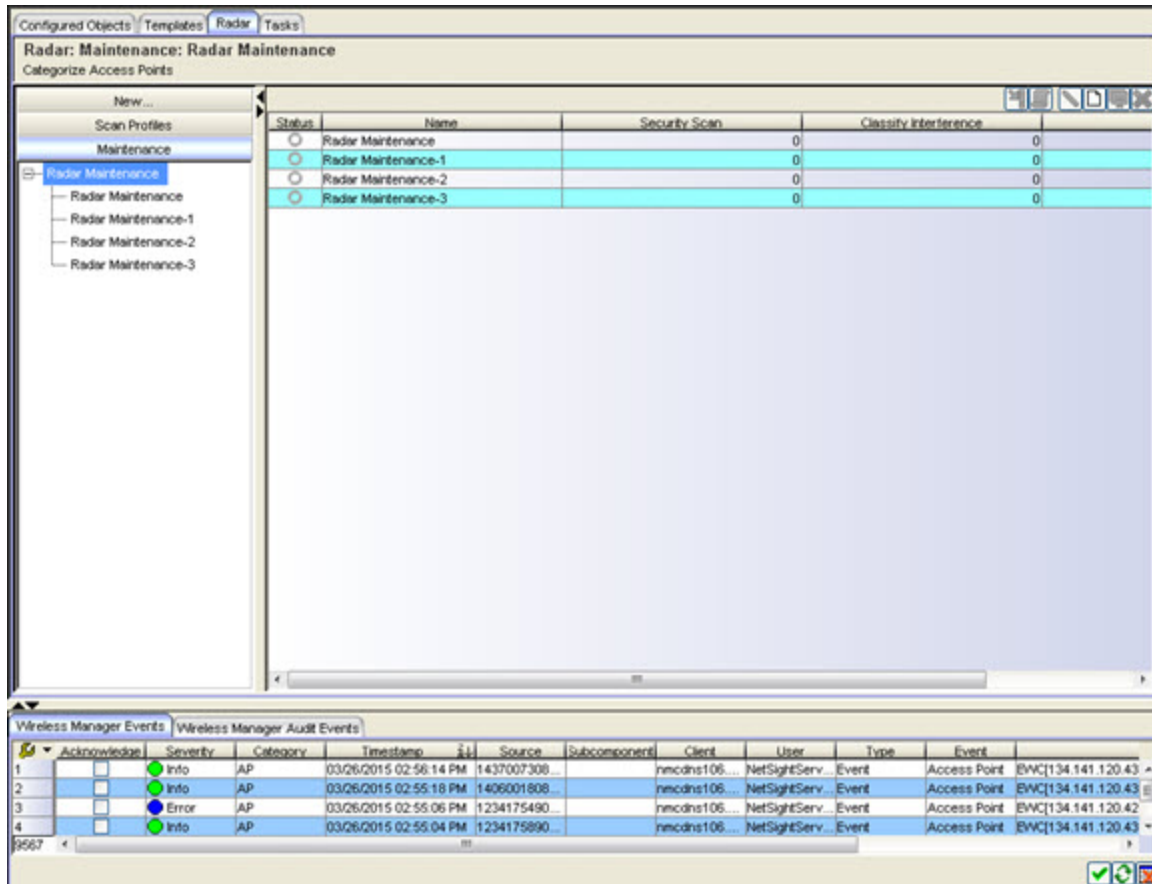 Configured Objects Templates Radar Tasks
Radar: Maintenance: Radar Maintenance
Categorize Access Points
New...
Scan Profiles
Maintenance
Radar Maintenance
Radar Maintenance
Radar Maintenance-1
Radar Maintenance-2
Radar Maintenance-3
Status Name Security Scan Classify Interference
Radar Maintenance 0 0
Radar Maintenance-1 0 0
Radar Maintenance-2 0 0
Radar Maintenance-3 0 0
Wireless Manager Events Wireless Manager Audit Events
Acknowledge Severity Category Timestamp Source Subcomponent Client User Type Event
1 Info AP 03/26/2015 02:56:14 PM 1437007308... nmcdns106.... NetSightServ... Event Access Point EWC[134.141.120.43
2 Info AP 03/26/2015 02:55:18 PM 1406001808... nmcdns106.... NetSightServ... Event Access Point EWC[134.141.120.43
3 Error AP 03/26/2015 02:55:06 PM 1234175490... nmcdns106.... NetSightServ... Event Access Point EWC[134.141.120.42
4 Info AP 03/26/2015 02:55:04 PM 1234175890... nmcdns106.... NetSightServ... Event Access Point EWC[134.141.120.43
9567